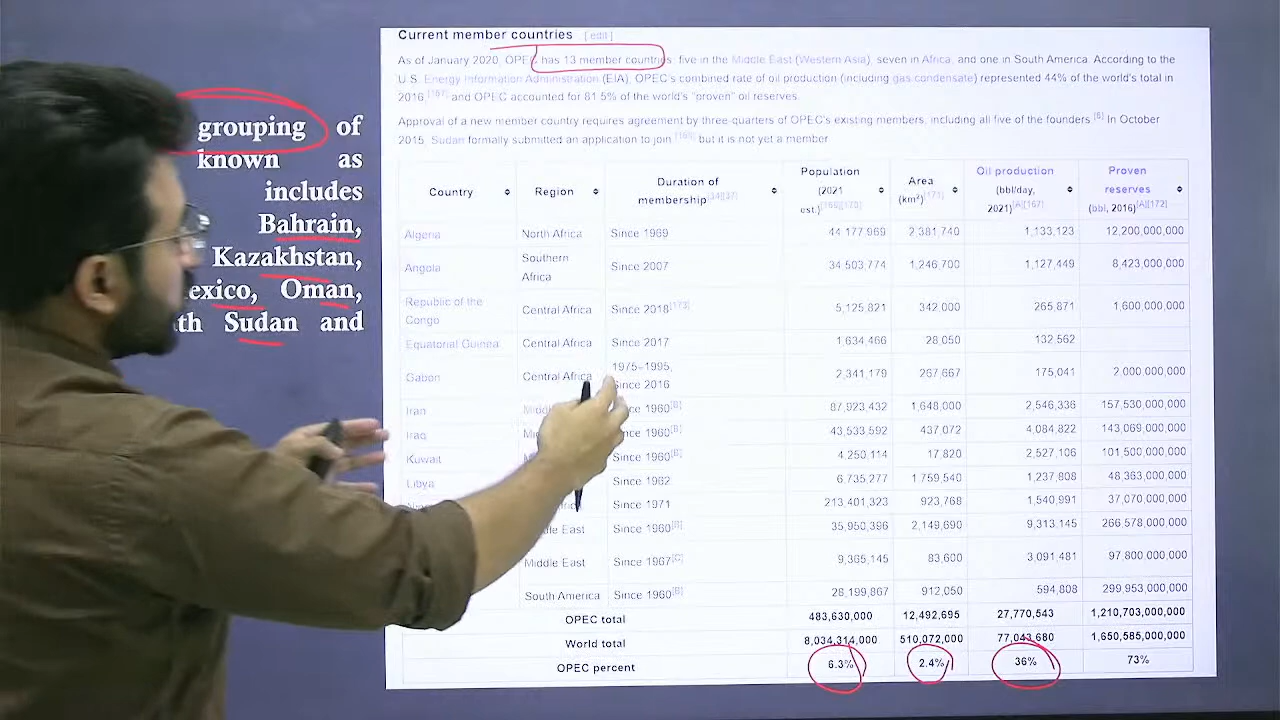 grouping of
known as
includes
Bahrain,
Kazakhstan,
exico, Oman,
th Sudan and
Current member countries [ edit ]
As of January 2020, OPEC has 13 member countries: five in the Middle East (Western Asia), seven in Africa, and one in South America. According to the
U.S. Energy Information Administration (EIA), OPEC's combined rate of oil production (including gas condensate) represented 44% of the world's total in
2016,[167] and OPEC accounted for 81.5% of the world's "proven" oil reserves.
Approval of a new member country requires agreement by three-quarters of OPEC's existing members, including all five of the founders.[5] In October
2015, Sudan formally submitted an application to join,[168] but it is not yet a member
Country Region Duration of membership[34][37] Population (2021 est.)[169][170] Area (km²)[171] Oil production (bbl/day, 2021)[A][167] Proven reserves (bbl, 2016)[A][172]
Algeria North Africa Since 1969 44,177,969 2,381,740 12,200,000,000
Angola Southern Africa Since 2007 34,503,774 1,246,700 1,127,449 8,423,000,000
Republic of the Congo Central Africa Since 2018[173] 5,125,821 342,000 265,871 1,600,000,000
Equatorial Guinea Central Africa Since 2017 1,634,466 28,050 132,562
Gabon Central Africa 1975–1995, Since 2016 2,341,179 267,667 175,041 2,000,000,000
Iran Midd ce 1960[B] 87,923,432 1,648,000 2,546,336 157,530,000,000
Iraq Mid nce 1960[B] 43,533,592 437,072 4,084,822 143,069,000,000
Kuwait ce 1960[B] 4,250,114 17,820 2,527,106 101,500,000,000
Libya Since 1962 6,735,277 1,759,540 1,237,808 48,363,000,000
Since 1971 213,401,323 923,768 1,540,991 37,070,000,000
le East Since 1960[B] 35,950,396 2,149,690 9,313,145 266,578,000,000
Middle East Since 1967[C] 9,365,145 83,600 3,091,481 97,800,000,000
South America Since 1960[B] 28,199,867 912,050 594,808 299,953,000,000
OPEC total 483,630,000 12,492,695 27,770,543 1,210,703,000,000
World total 8,034,314,000 510,072,000 77,043,680 1,650,585,000,000
OPEC percent 6.3% 2.4% 36% 73%